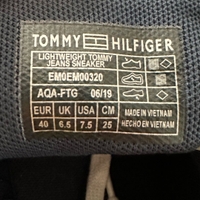 TOMMY HILFIGER
LIGHTWEIGHT TOMMY
JEANS SNEAKER
EM0EM00320
AQA-FTG 06/19
EUR UK USA CM
40 6.5 7.5 25
MADE IN VIETNAM
HECHO EN VIETNAM